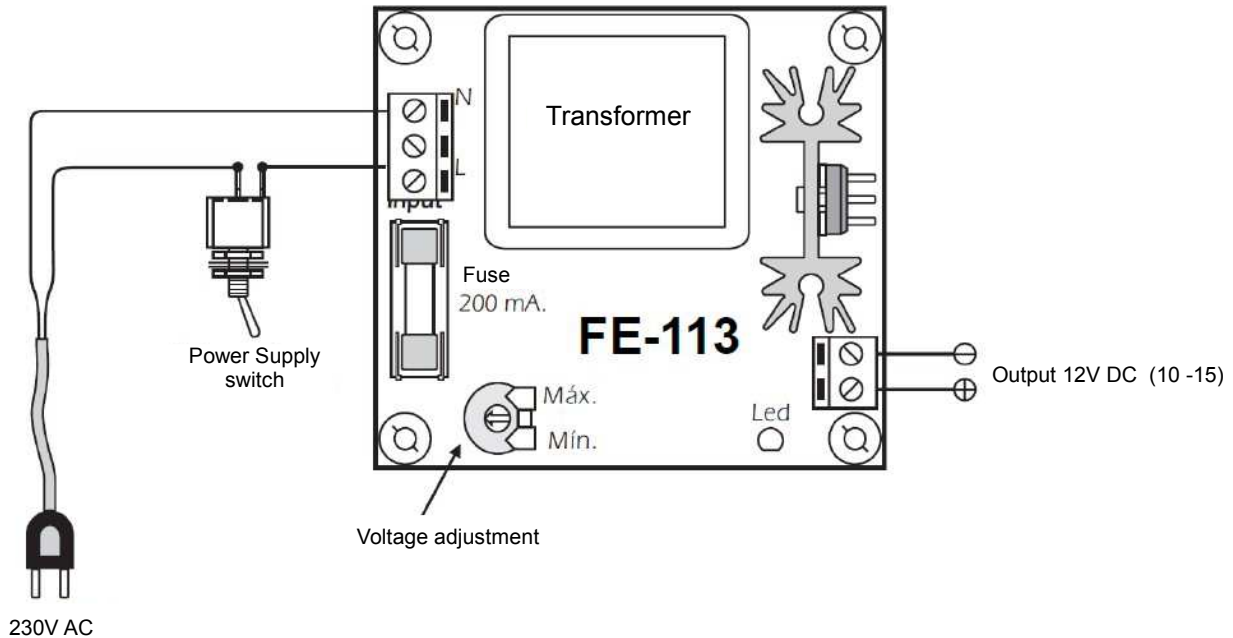 N
Transformer
L
Input
Fuse
200 mA.
FE-113
Power Supply
switch
Output 12V DC (10 -15)
Máx.
Led
Mín.
Voltage adjustment
230V AC